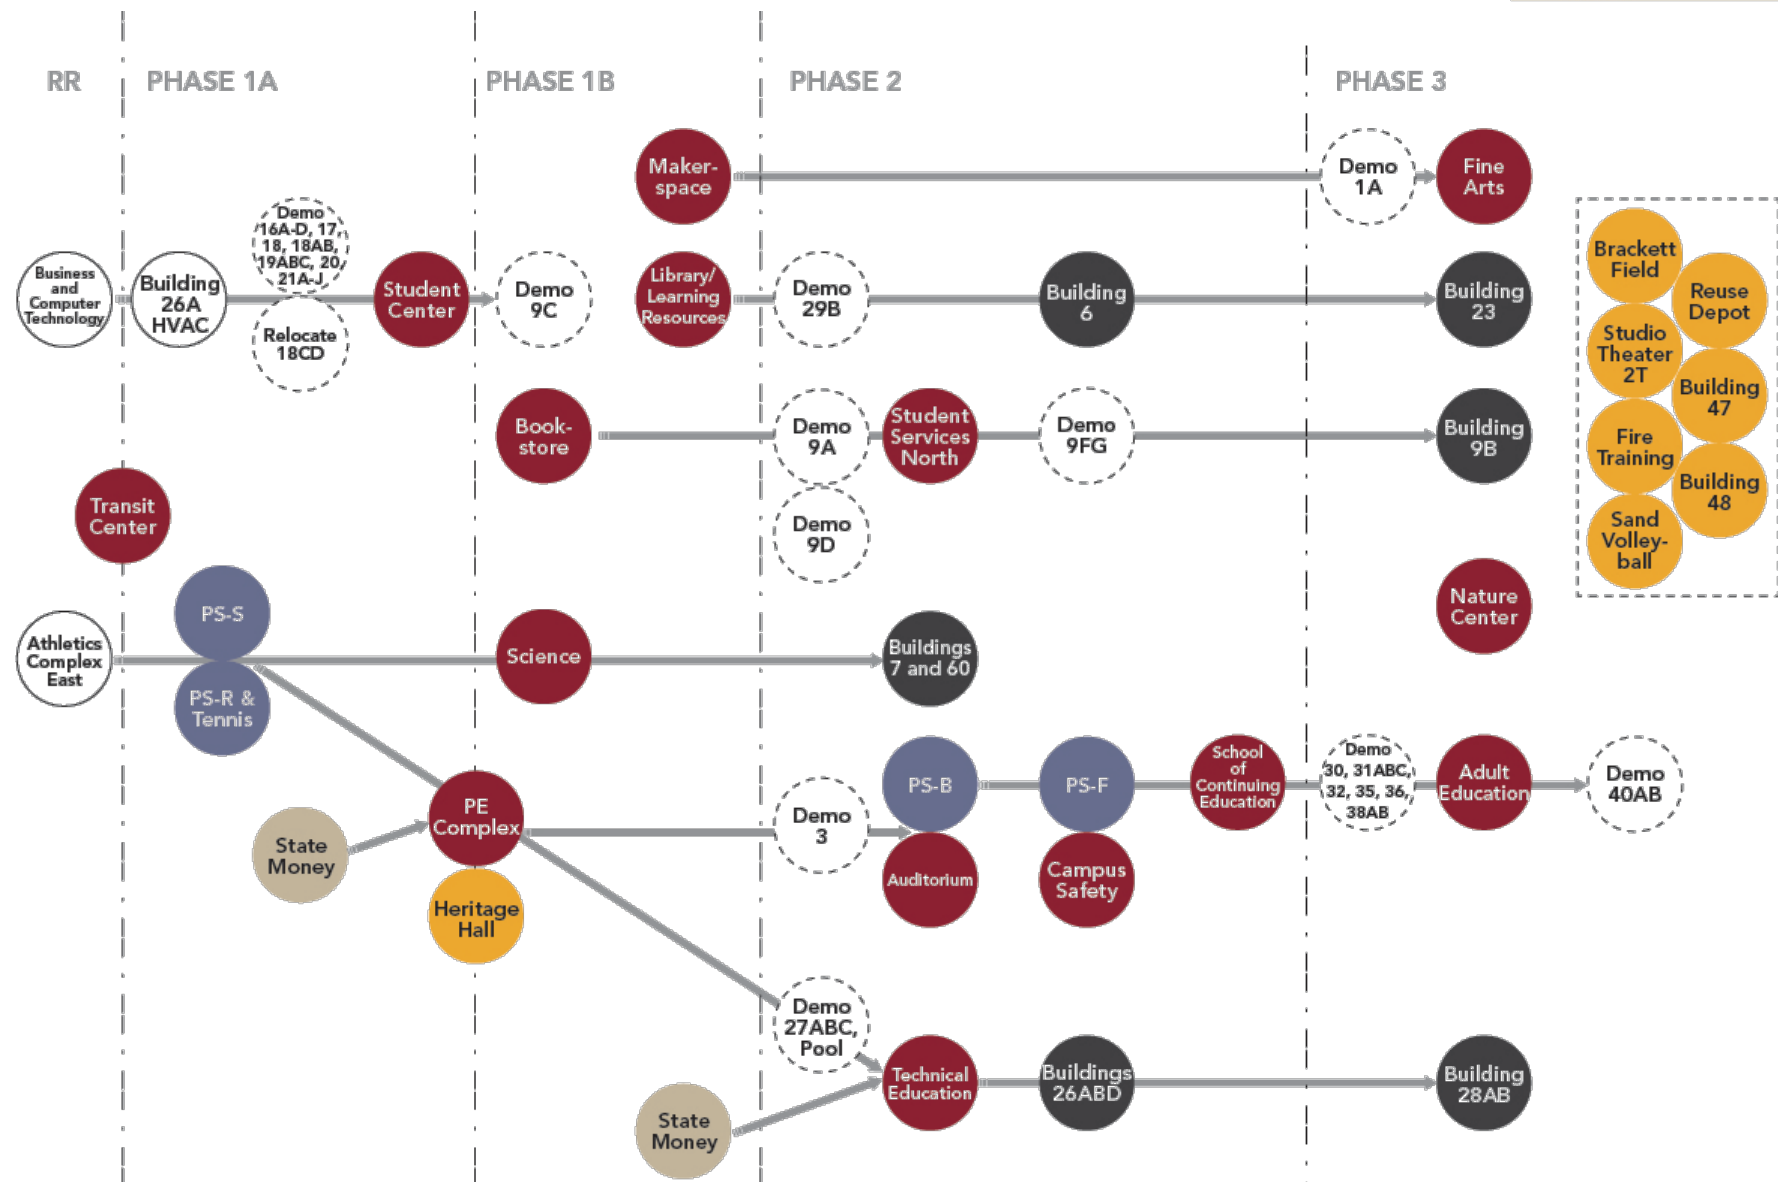 RR
PHASE 1A
PHASE 1B
PHASE 2
PHASE 3
Maker-
space
Demo
1A
Fine
Arts
Business
and
Computer
Technology
Building
26A
HVAC
Demo
16A-D, 17,
18, 18AB,
19ABC, 20,
21A-J
Relocate
18CD
Student
Center
Demo
9C
Library/
Learning
Resources
Demo
29B
Building
6
Building
23
Brackett
Field
Reuse
Depot
Studio
Theater
2T
Building
47
Fire
Training
Building
48
Sand
Volley-
ball
Book-
store
Demo
9A
Student
Services
North
Demo
9FG
Building
9B
Demo
9D
Transit
Center
PS-S
Nature
Center
Athletics
Complex
East
PS-R &
Tennis
Science
Buildings
7 and 60
PE
Complex
State
Money
Heritage
Hall
Demo
3
PS-B
Auditorium
PS-F
Campus
Safety
School
of
Continuing
Education
Demo
30, 31ABC,
32, 35, 36,
38AB
Adult
Education
Demo
40AB
Demo
27ABC,
Pool
State
Money
Technical
Education
Buildings
26ABD
Building
28AB